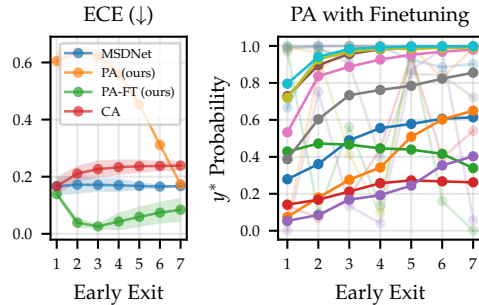 ECE (↓)
0.6
0.4
0.2
0.0
MSDNet
PA (ours)
PA-FT (ours)
CA
1 2 3 4 5 6 7
Early Exit
PA with Finetuning
y* Probability
1.0
0.8
0.6
0.4
0.2
0.0
1 2 3 4 5 6 7
Early Exit